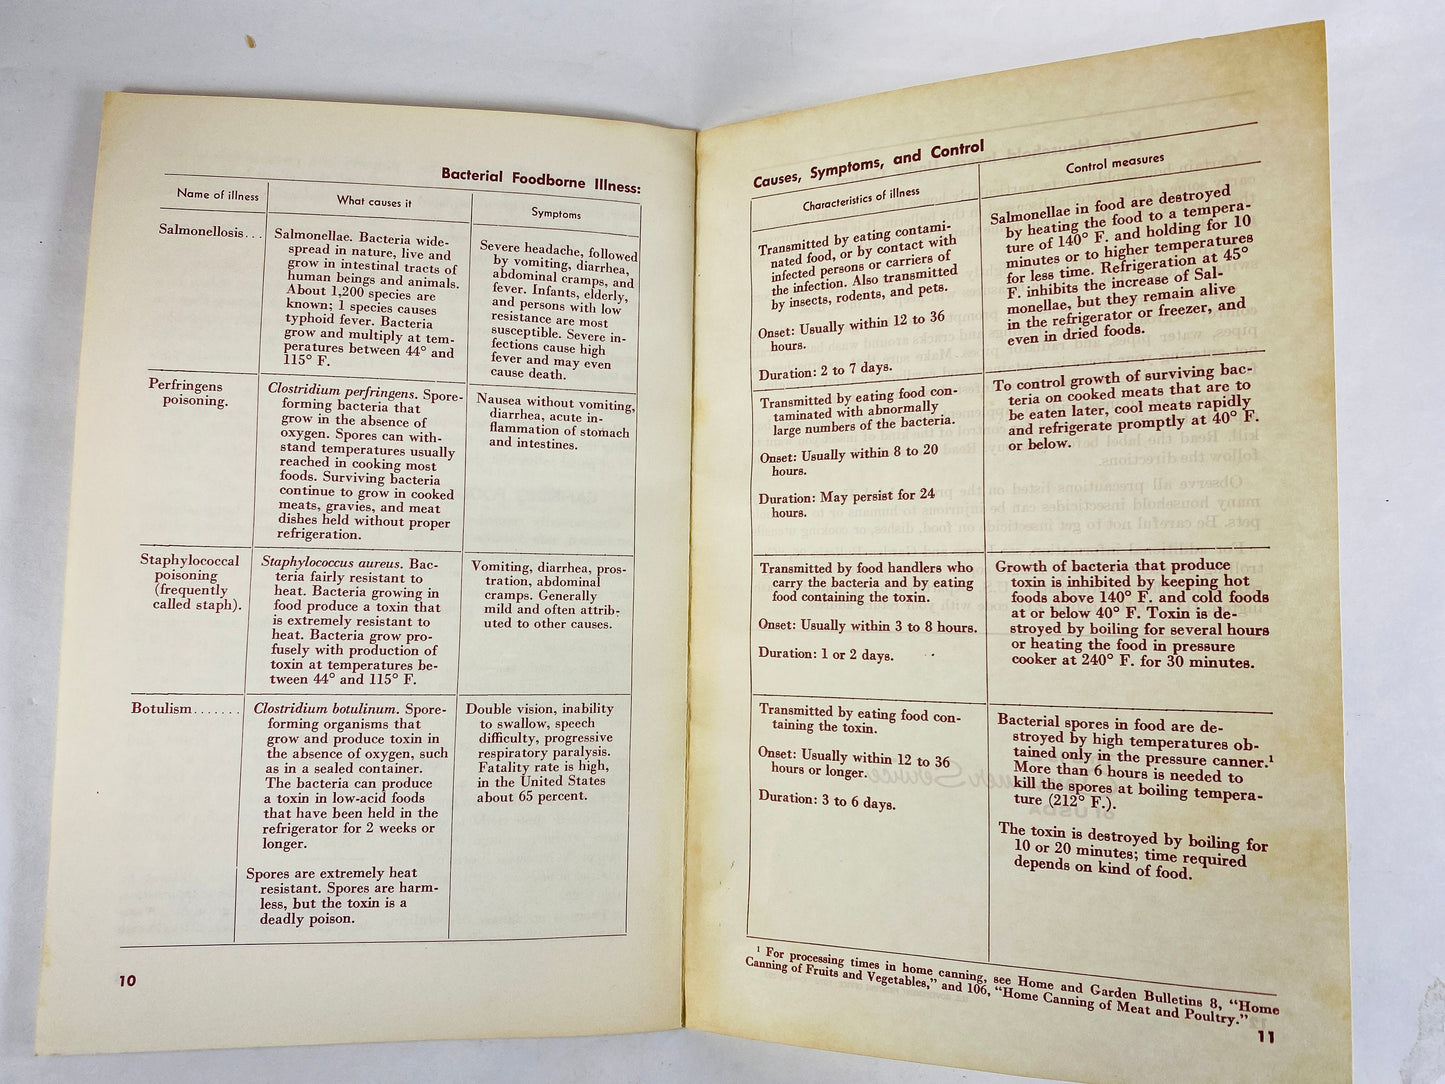 Bacterial Foodborne Illness:
Name of illness
What causes it
Symptoms
Salmonellosis...
Salmonellae. Bacteria wide-
spread in nature, live and
grow in intestinal tracts of
human beings and animals.
About 1,200 species are
known; 1 species causes
typhoid fever. Bacteria
grow and multiply at tem-
peratures between 44° and
115° F.
Severe headache, followed
by vomiting, diarrhea,
abdominal cramps, and
fever. Infants, elderly,
and persons with low
resistance are most
susceptible. Severe in-
fections cause high
fever and may even
cause death.
Perfringens
poisoning.
Clostridium perfringens. Spore-
forming bacteria that
grow in the absence of
oxygen. Spores can with-
stand temperatures usually
reached in cooking most
foods. Surviving bacteria
continue to grow in cooked
meats, gravies, and meat
dishes held without proper
refrigeration.
Nausea without vomiting,
diarrhea, acute in-
flammation of stomach
and intestines.
Staphylococcal
poisoning
(frequently
called staph).
Staphylococcus aureus. Bac-
teria fairly resistant to
heat. Bacteria growing in
food produce a toxin that
is extremely resistant to
heat. Bacteria grow pro-
fusely with production of
toxin at temperatures be-
tween 44° and 115° F.
Vomiting, diarrhea, pros-
tration, abdominal
cramps. Generally
mild and often attrib-
uted to other causes.
Botulism.......
Clostridium botulinum. Spore-
forming organisms that
grow and produce toxin in
the absence of oxygen, such
as in a sealed container.
The bacteria can produce
a toxin in low-acid foods
that have been held in the
refrigerator for 2 weeks or
longer.
Spores are extremely heat
resistant. Spores are harm-
less, but the toxin is a
deadly poison.
Double vision, inability
to swallow, speech
difficulty, progressive
respiratory paralysis.
Fatality rate is high,
in the United States
about 65 percent.
10
Causes, Symptoms, and Control
Characteristics of illness
Control measures
Transmitted by eating contami-
nated food, or by contact with
infected persons or carriers of
the infection. Also transmitted
by insects, rodents, and pets.
Onset: Usually within 12 to 36
hours.
Duration: 2 to 7 days.
Salmonellae in food are destroyed
by heating the food to a tempera-
ture of 140° F. and holding for 10
minutes or to higher temperatures
for less time. Refrigeration at 45°
F. inhibits the increase of Sal-
monellae, but they remain alive
in the refrigerator or freezer, and
even in dried foods.
Transmitted by eating food con-
taminated with abnormally
large numbers of the bacteria.
Onset: Usually within 8 to 20
hours.
Duration: May persist for 24
hours.
To control growth of surviving bac-
teria on cooked meats that are to
be eaten later, cool meats rapidly
and refrigerate promptly at 40° F.
or below.
Transmitted by food handlers who
carry the bacteria and by eating
food containing the toxin.
Onset: Usually within 3 to 8 hours.
Duration: 1 or 2 days.
Growth of bacteria that produce
toxin is inhibited by keeping hot
foods above 140° F. and cold foods
at or below 40° F. Toxin is de-
stroyed by boiling for several hours
or heating the food in pressure
cooker at 240° F. for 30 minutes.
Transmitted by eating food con-
taining the toxin.
Onset: Usually within 12 to 36
hours or longer.
Duration: 3 to 6 days.
Bacterial spores in food are de-
stroyed by high temperatures ob-
tained only in the pressure canner.¹
More than 6 hours is needed to
kill the spores at boiling tempera-
ture (212° F.).
The toxin is destroyed by boiling for
10 or 20 minutes; time required
depends on kind of food.
¹ For processing times in home canning, see Home and Garden Bulletins 8, "Home
Canning of Fruits and Vegetables," and 106, "Home Canning of Meat and Poultry."
11